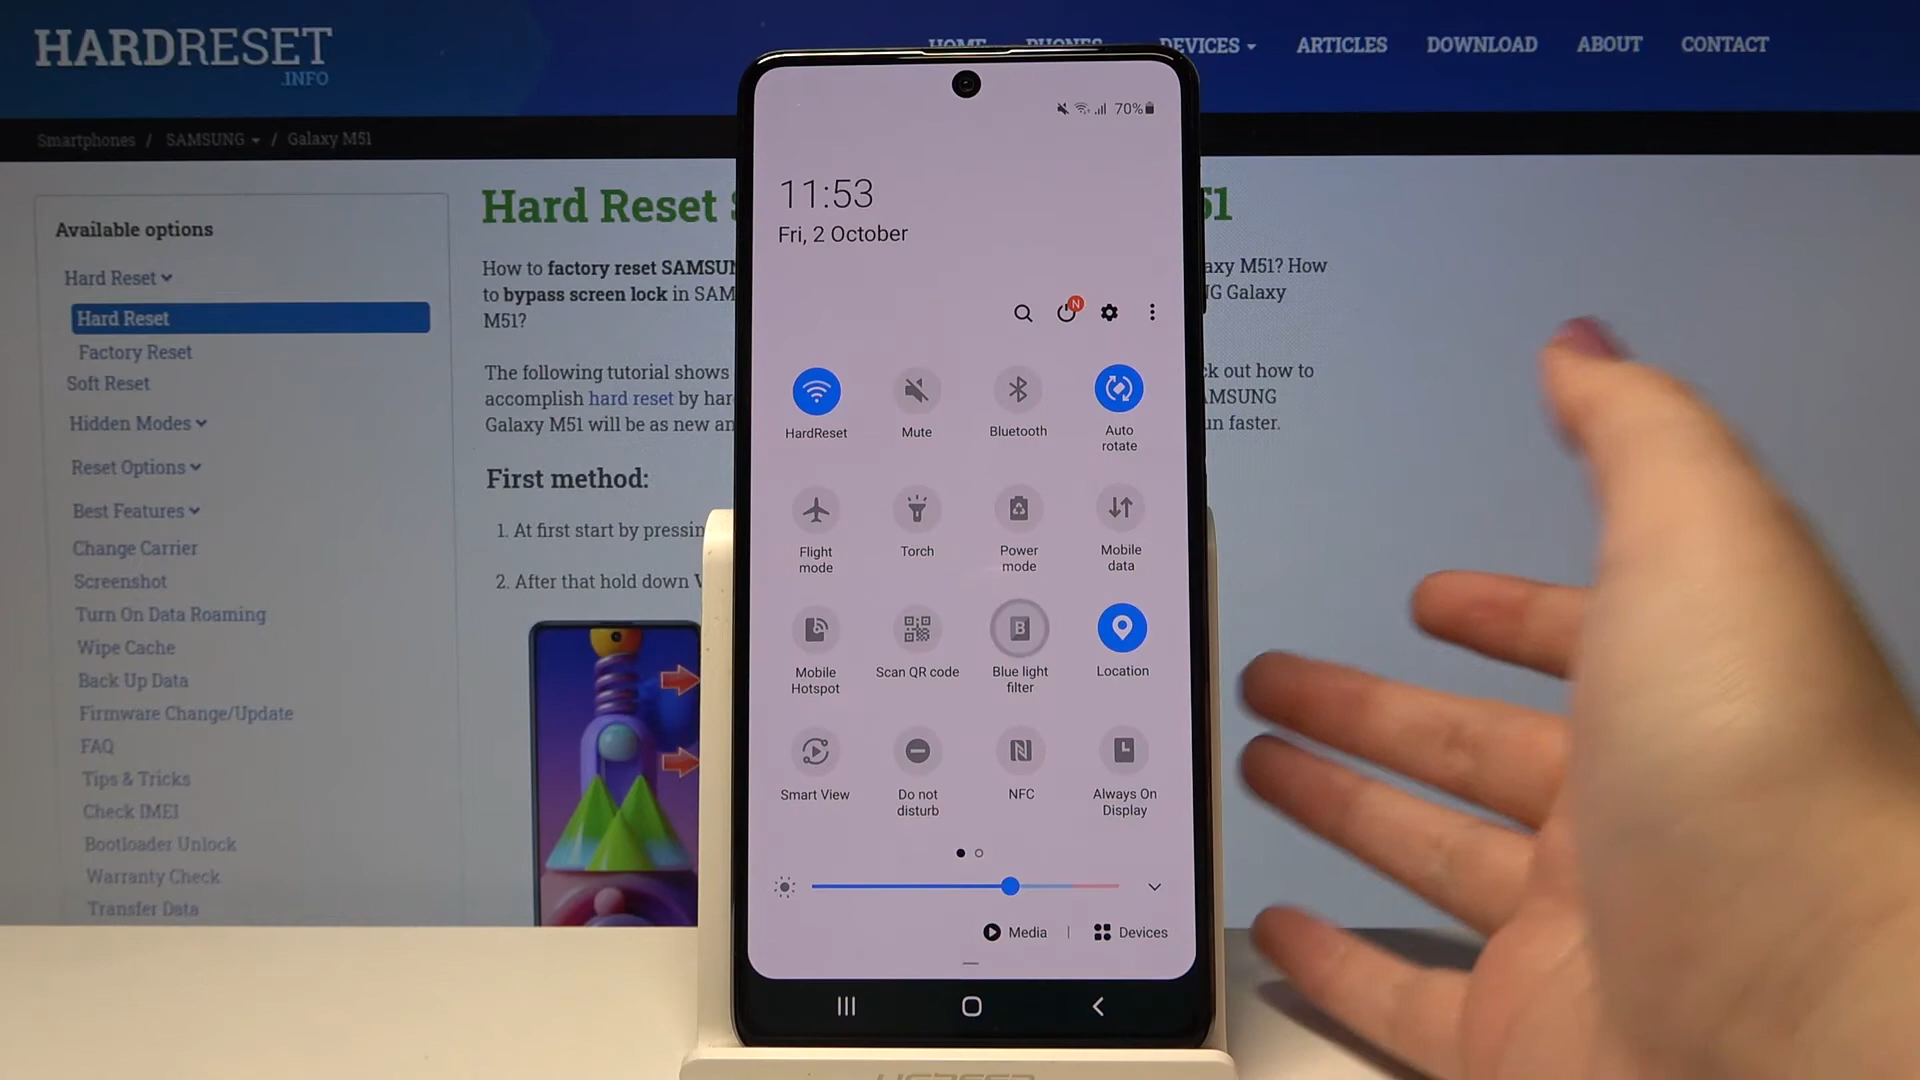 HARDRESET
.INFO
HOME PHONES DEVICES ARTICLES DOWNLOAD ABOUT CONTACT
Smartphones / SAMSUNG / Galaxy M51
Available options
Hard Reset
Hard Reset
Factory Reset
Soft Reset
Hidden Modes
Reset Options
Best Features
Change Carrier
Screenshot
Turn On Data Roaming
Wipe Cache
Back Up Data
Firmware Change/Update
FAQ
Tips & Tricks
Check IMEI
Bootloader Unlock
Warranty Check
Transfer Data
Hard Reset
51
How to factory reset
axy M51? How
to bypass screen lock in SAM
G Galaxy
M51?
The following tutorial shows
ck out how to
accomplish hard reset by har
AMSUNG
Galaxy M51 will be as new an
un faster.
First method:
1. At first start by pressin
2. After that hold down
70%
11:53
Fri, 2 October
N
HardReset
Mute
Bluetooth
Auto
rotate
Flight
mode
Torch
Power
mode
Mobile
data
Mobile
Hotspot
Scan QR code
B
Blue light
filter
Location
Smart View
Do not
disturb
NFC
Always On
Display
Media | Devices